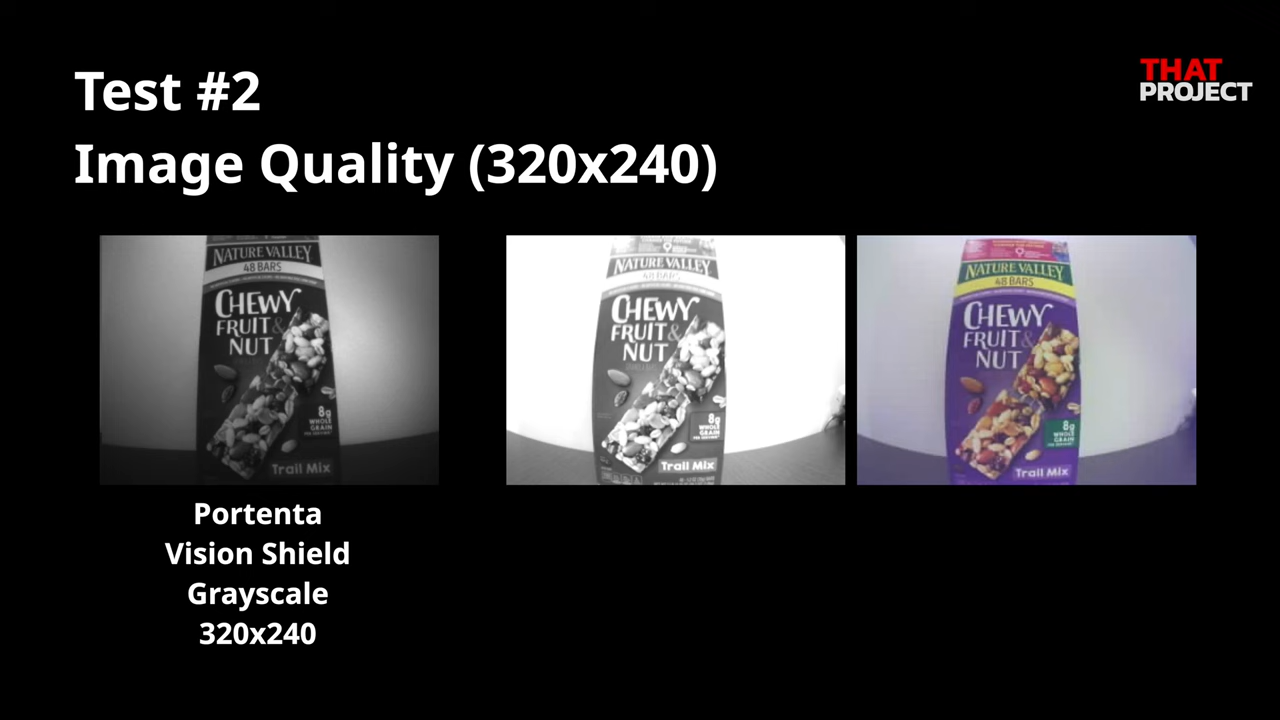 Test #2
Image Quality (320x240)
THAT
PROJECT
NATURE VALLEY
48 BARS
CHEWY
FRUIT &
NUT
8g
WHOLE
GRAIN
Trail Mix
NATURE VALLEY
48 BARS
CHEWY
FRUIT &
NUT
8g
WHOLE
GRAIN
Trail Mix
NATURE VALLEY
48 BARS
CHEWY
FRUIT &
NUT
8g
WHOLE
GRAIN
Trail Mix
Portenta
Vision Shield
Grayscale
320x240